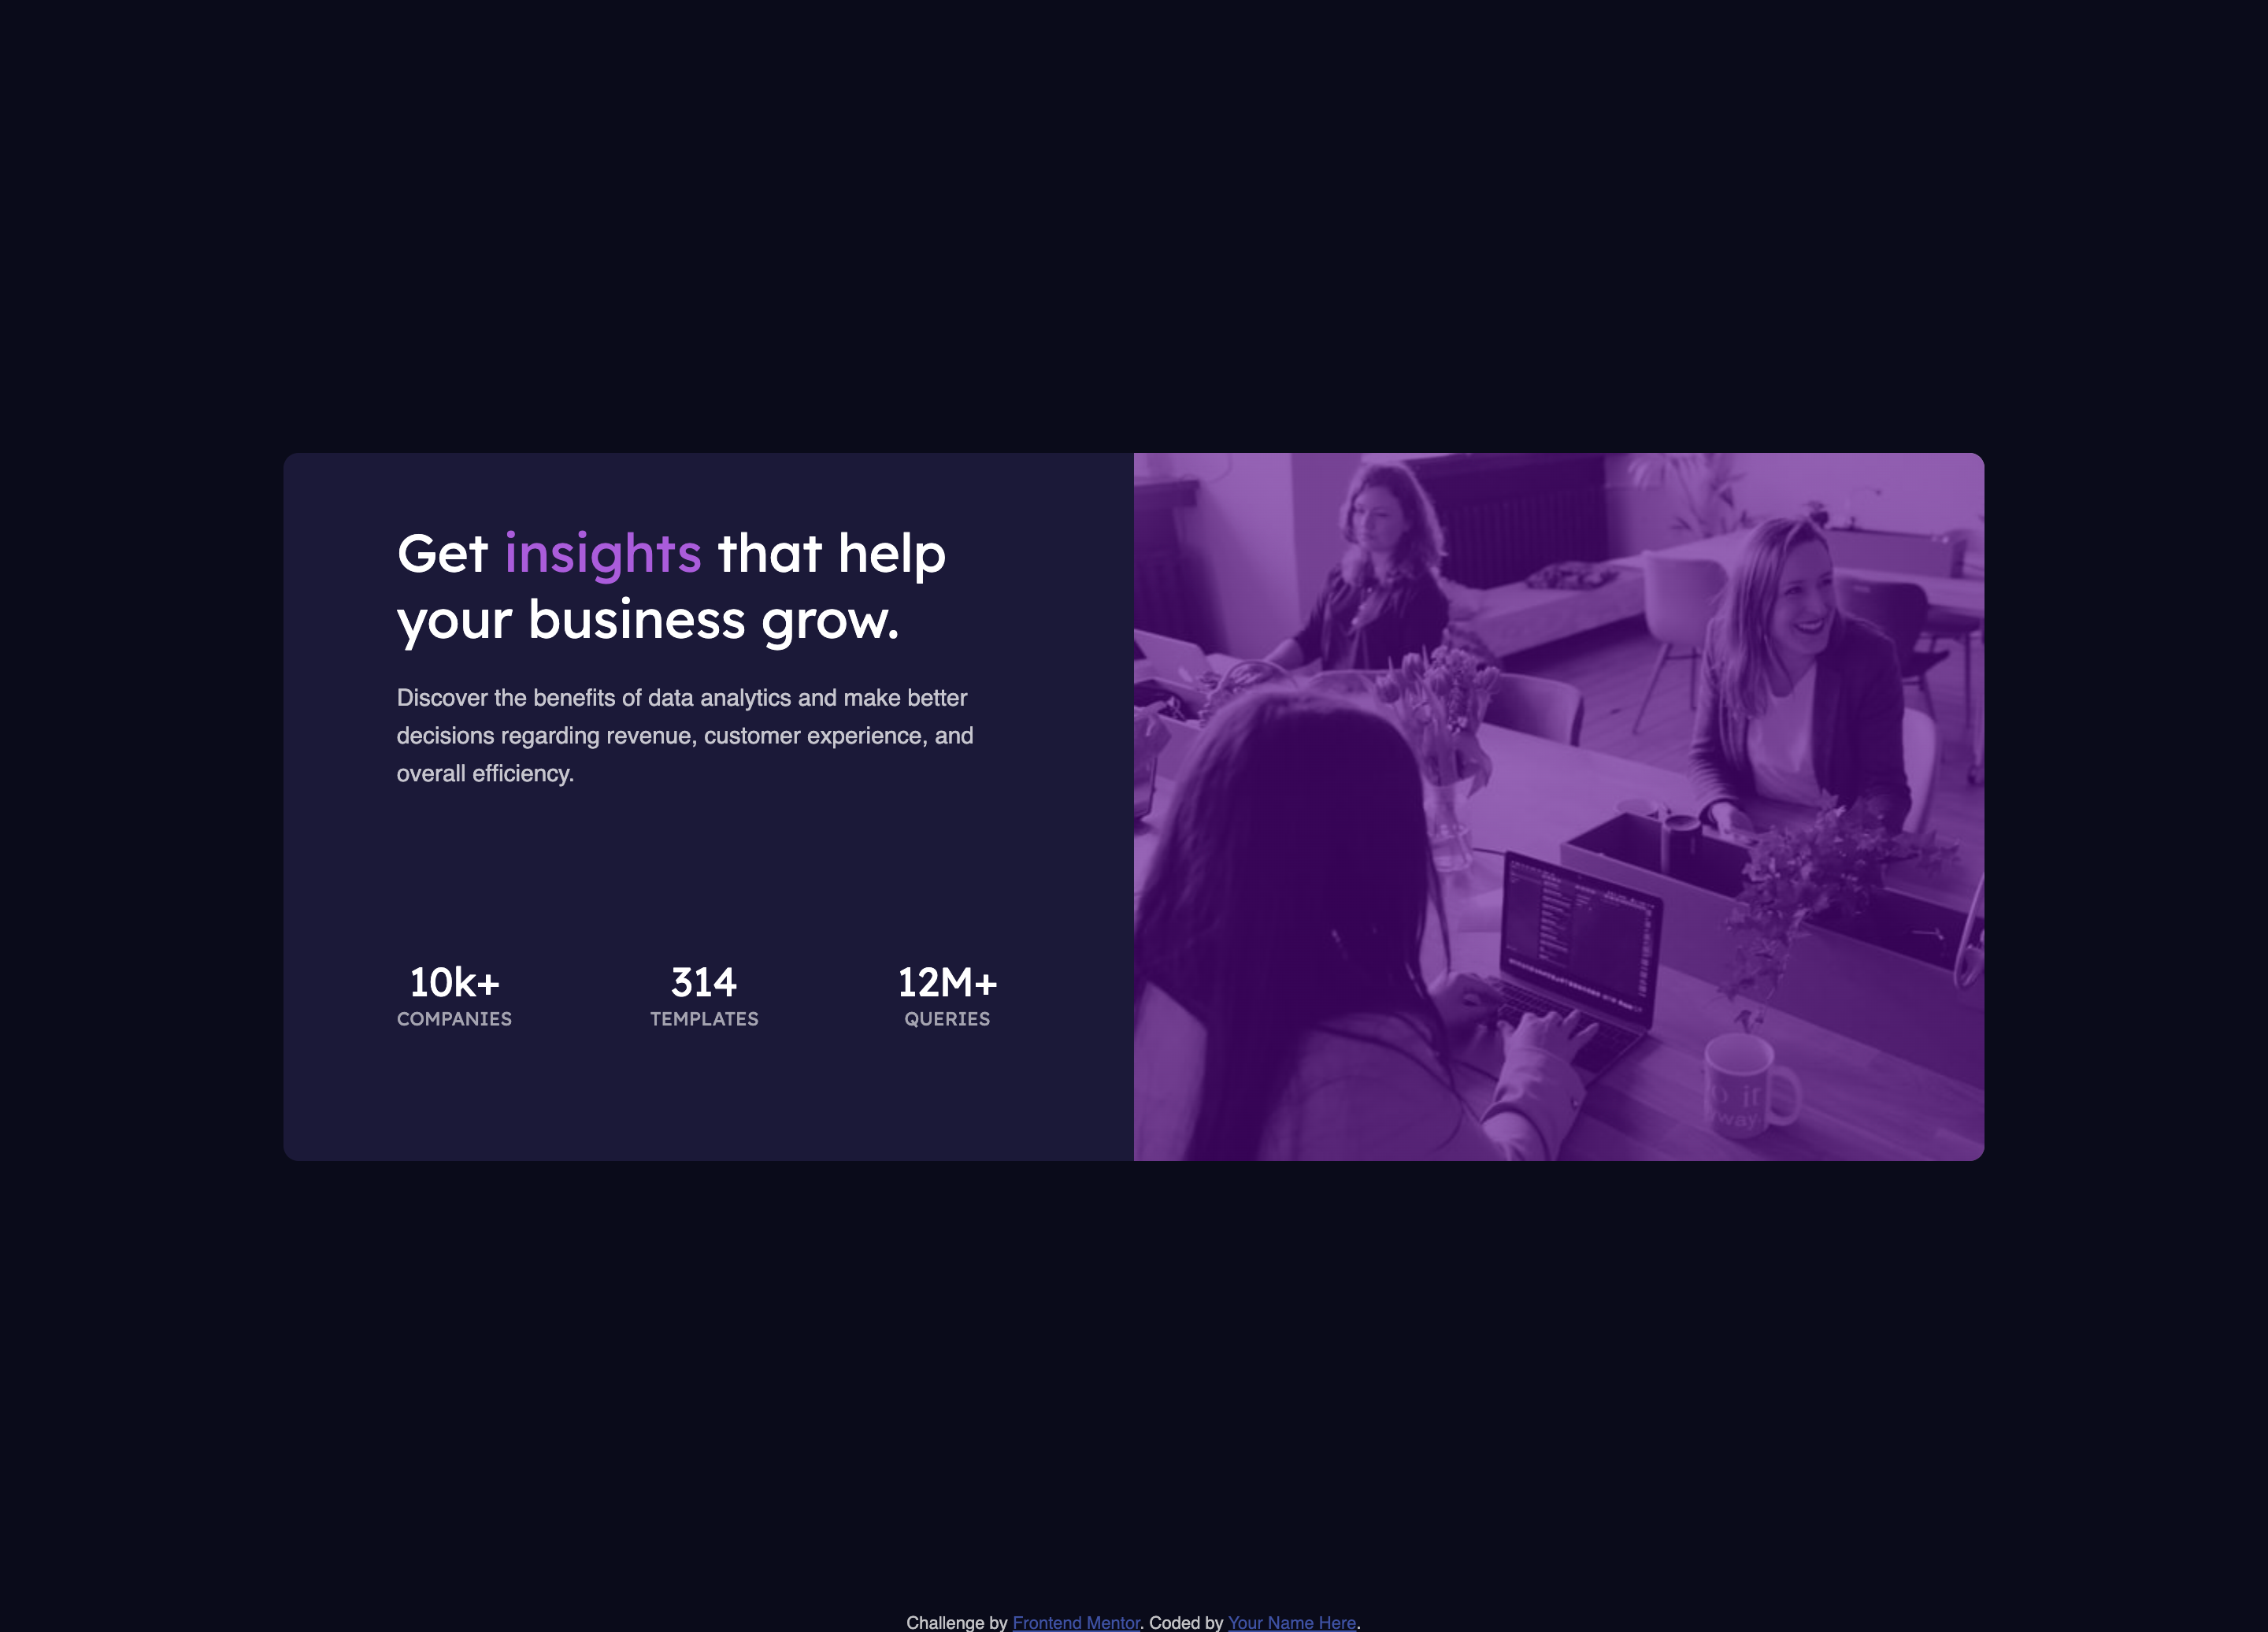 Get insights that help
your business grow.
Discover the benefits of data analytics and make better
decisions regarding revenue, customer experience, and
overall efficiency.
10k+
COMPANIES
314
TEMPLATES
12M+
QUERIES
way.
Challenge by Frontend Mentor. Coded by Your Name Here.